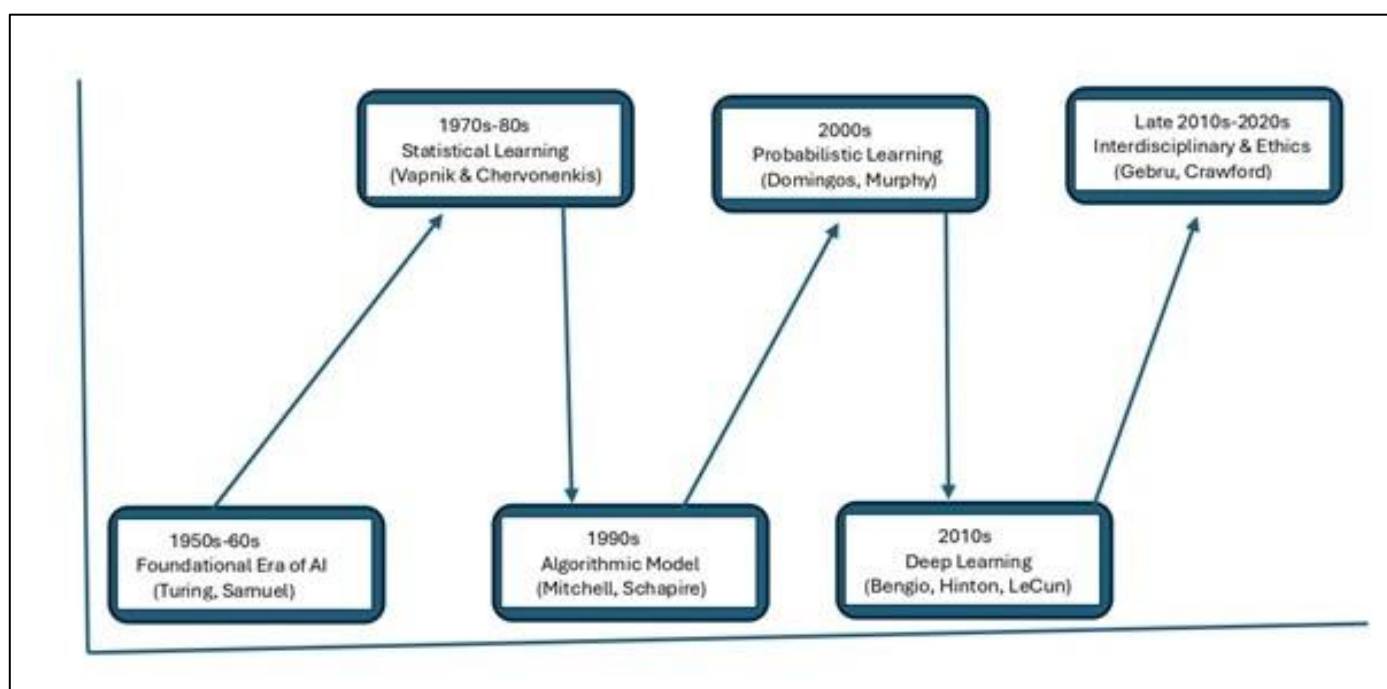 1950s-60s
Foundational Era of AI
(Turing, Samuel)
1970s-80s
Statistical Learning
(Vapnik & Chervonenkis)
1990s
Algorithmic Model
(Mitchell, Schapire)
2000s
Probabilistic Learning
(Domingos, Murphy)
2010s
Deep Learning
(Bengio, Hinton, LeCun)
Late 2010s-2020s
Interdisciplinary & Ethics
(Gebru, Crawford)